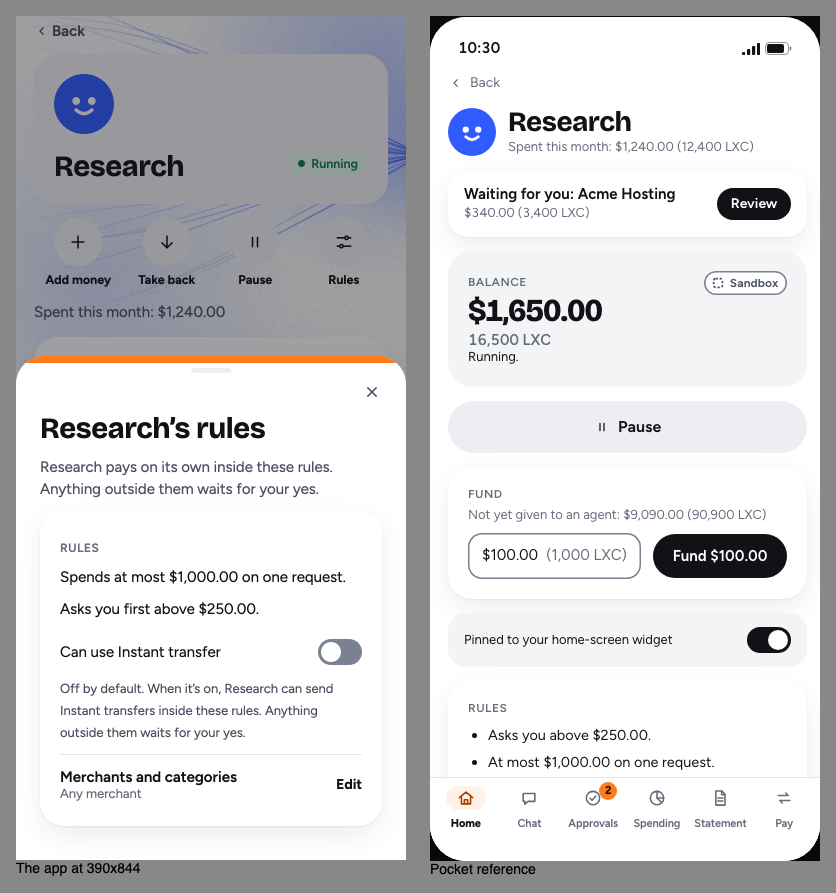 Back
Research
Running
Add money
Take back
Pause
Rules
Spent this month: $1,240.00
Research’s rules
Research pays on its own inside these rules.
Anything outside them waits for your yes.
RULES
Spends at most $1,000.00 on one request.
Asks you first above $250.00.
Can use Instant transfer
Off by default. When it’s on, Research can send
Instant transfers inside these rules. Anything
outside them waits for your yes.
Merchants and categories
Any merchant
Edit
The app at 390x844
10:30
Back
Research
Spent this month: $1,240.00 (12,400 LXC)
Waiting for you: Acme Hosting
$340.00 (3,400 LXC)
Review
BALANCE
Sandbox
$1,650.00
16,500 LXC
Running.
Pause
FUND
Not yet given to an agent: $9,090.00 (90,900 LXC)
$100.00 (1,000 LXC)
Fund $100.00
Pinned to your home-screen widget
RULES
• Asks you above $250.00.
• At most $1,000.00 on one request.
2
Home
Chat
Approvals
Spending
Statement
Pay
Pocket reference